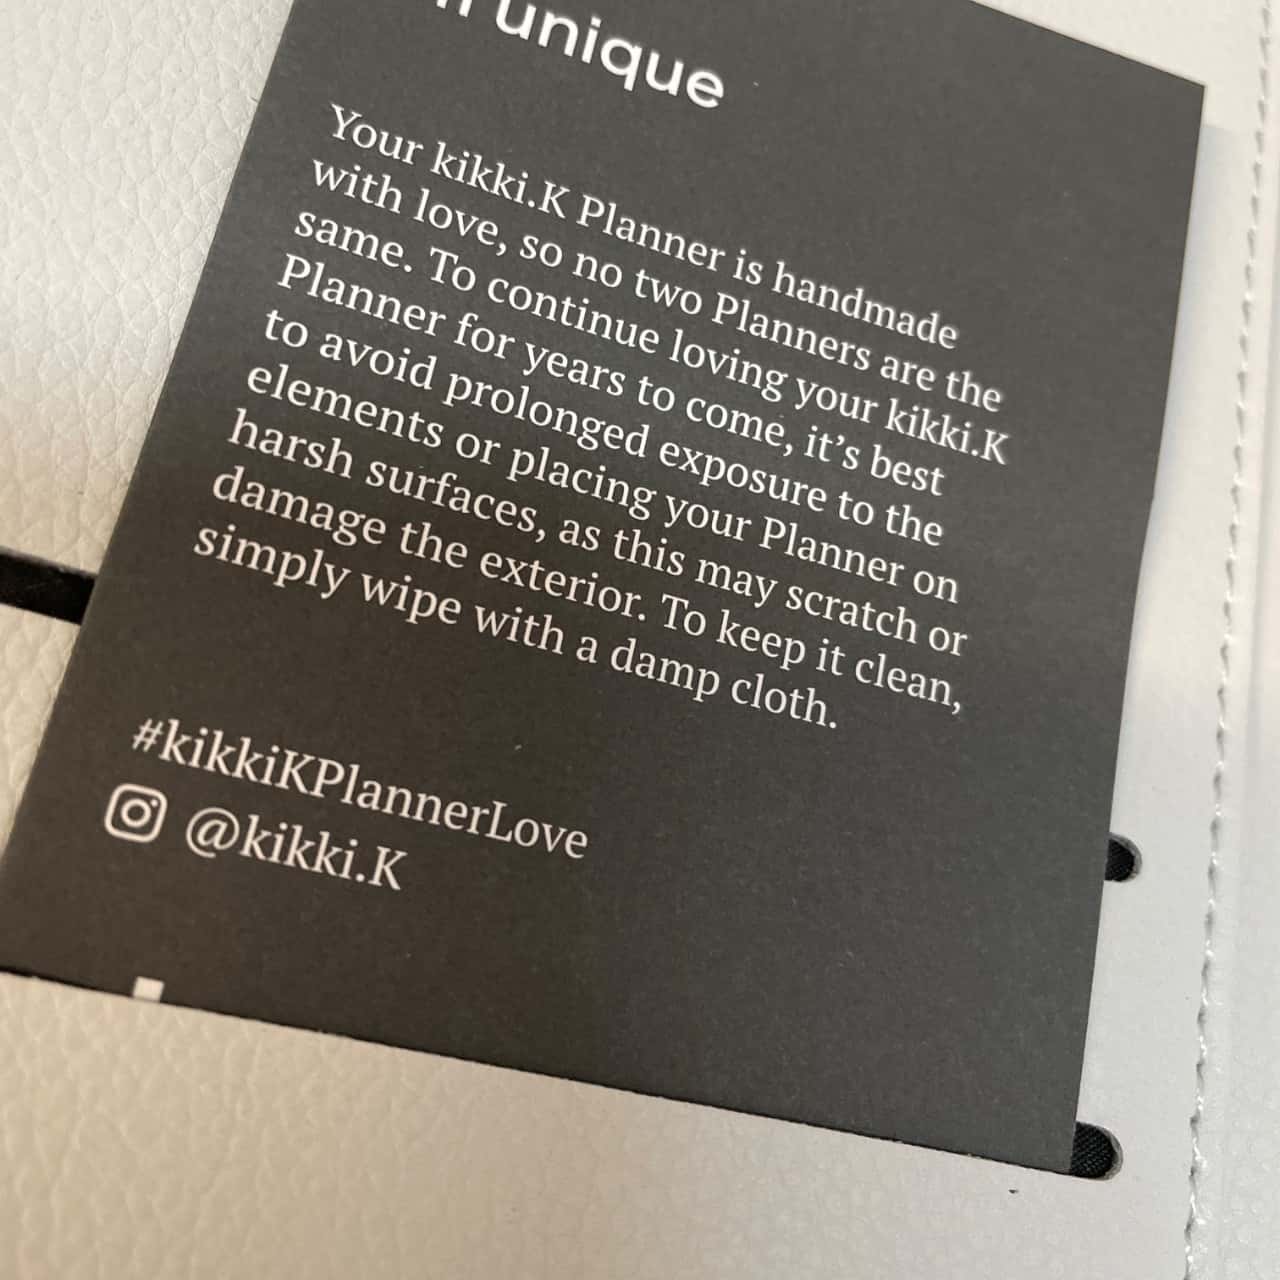 unique
Your kikki.K Planner is handmade
with love, so no two Planners are the
same. To continue loving your kikki.K
Planner for years to come, it’s best
to avoid prolonged exposure to the
elements or placing your Planner on
harsh surfaces, as this may scratch or
damage the exterior. To keep it clean,
simply wipe with a damp cloth.
#kikkiKPlannerLove
@kikki.K